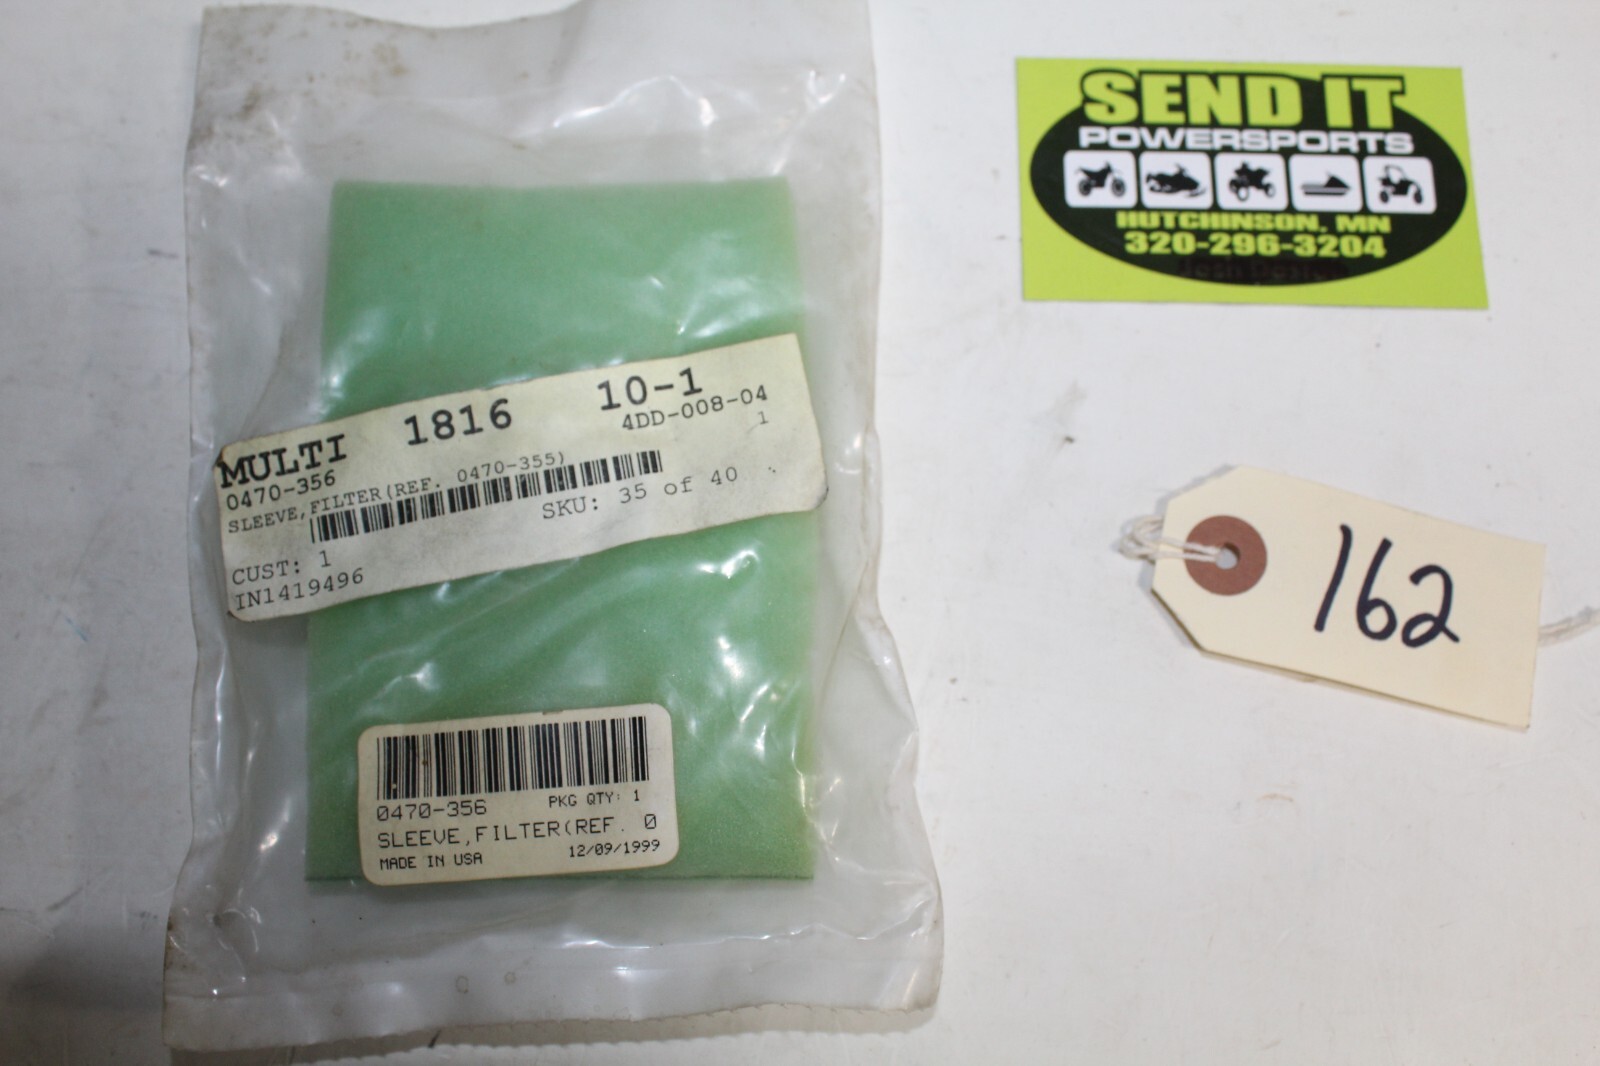 MULTI 1816 10-1
0470-356 4DD-008-04
SLEEVE,FILTER(REF. 0470-355) 1
SKU: 35 of 40
CUST: 1
IN1419496
0470-356 PKG QTY: 1
SLEEVE,FILTER(REF. 0
MADE IN USA 12/09/1999
SEND IT
POWERSPORTS
HUTCHINSON, MN
320-296-3204
162